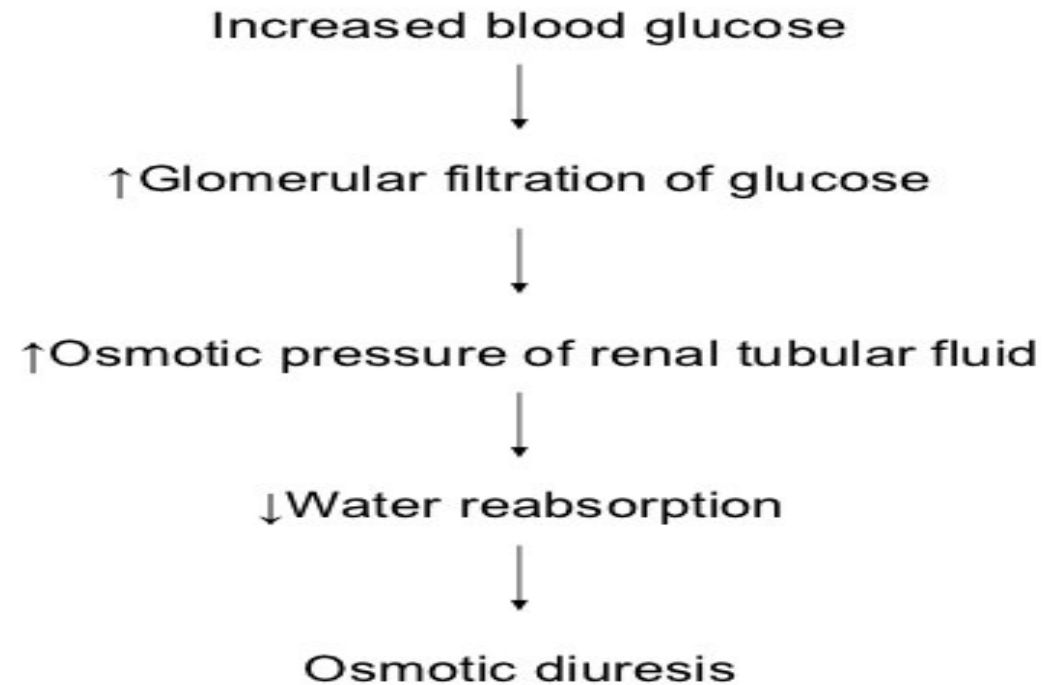 Increased blood glucose
↑Glomerular filtration of glucose
↑Osmotic pressure of renal tubular fluid
↓Water reabsorption
Osmotic diuresis